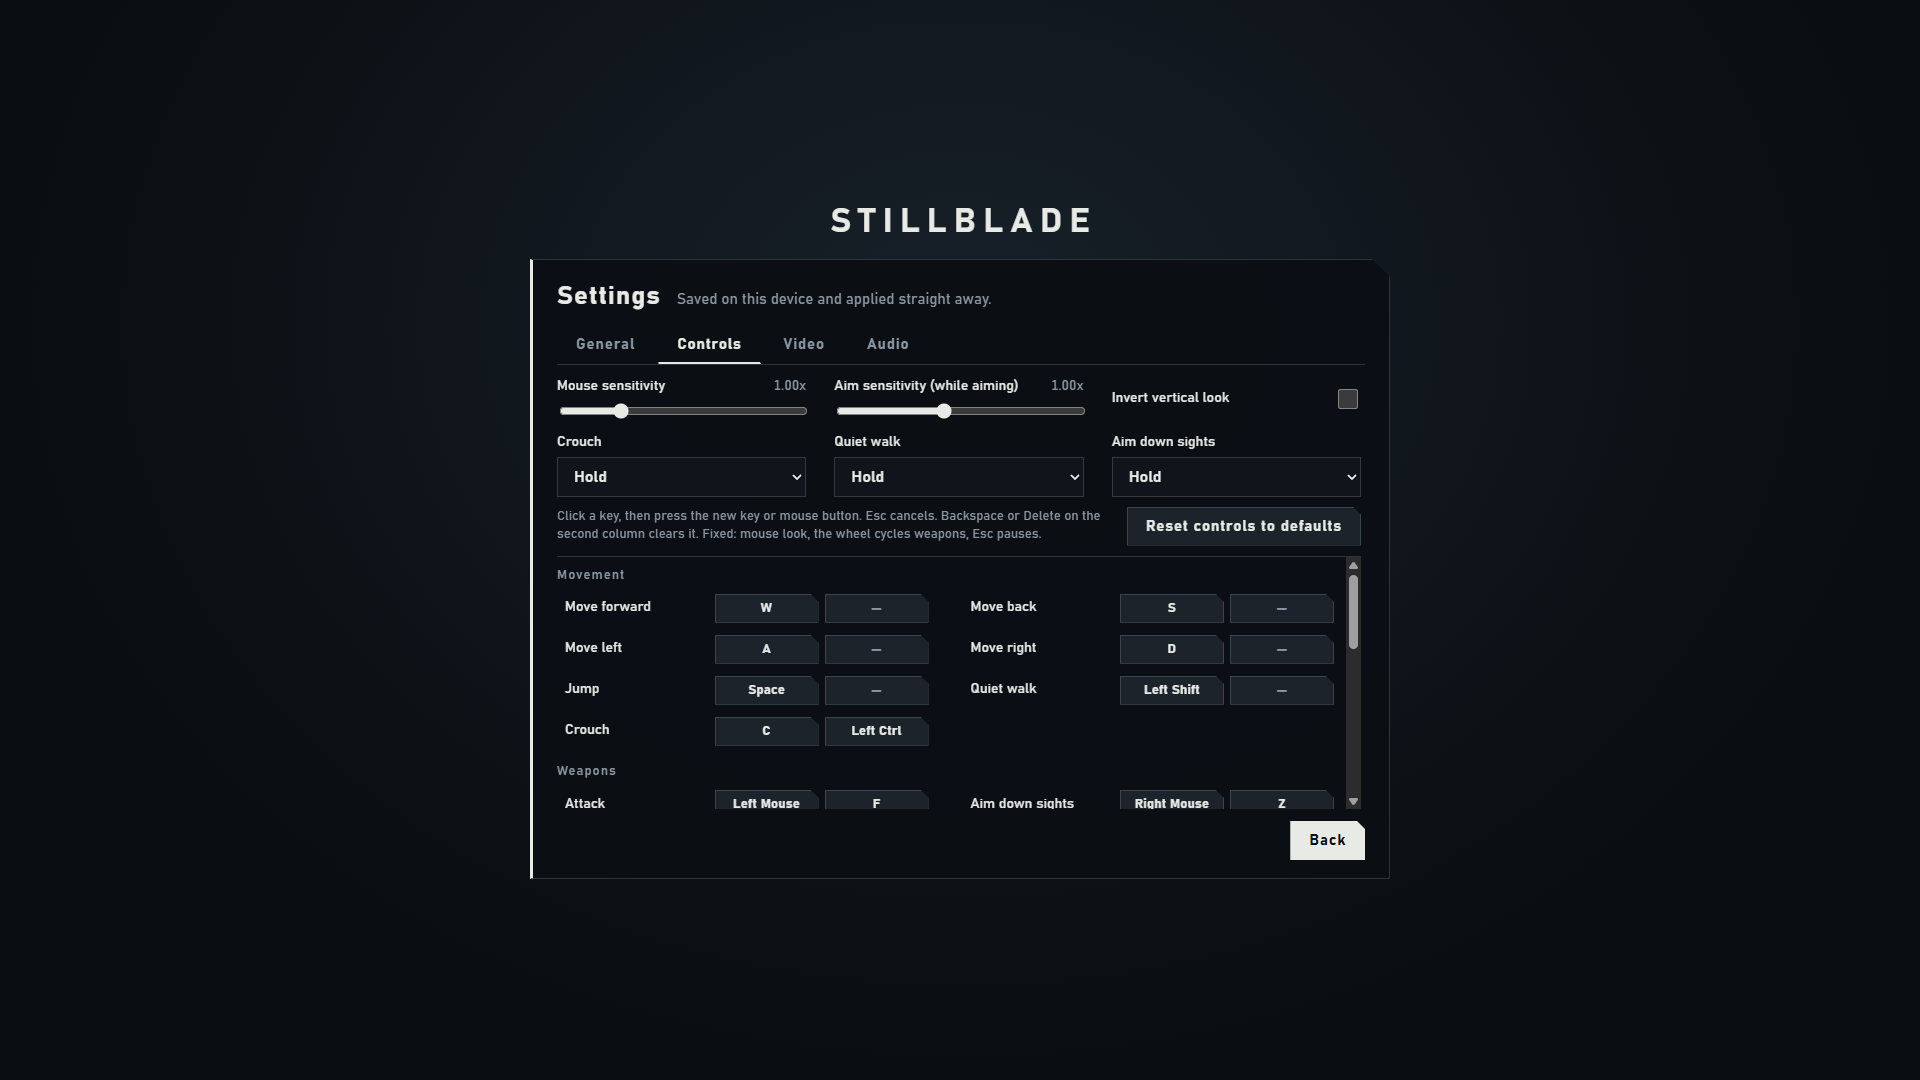 STILLBLADE
Settings Saved on this device and applied straight away.
General Controls Video Audio
Mouse sensitivity 1.00x Aim sensitivity (while aiming) 1.00x Invert vertical look
Crouch Quiet walk Aim down sights
Hold Hold Hold
Click a key, then press the new key or mouse button. Esc cancels. Backspace or Delete on the
second column clears it. Fixed: mouse look, the wheel cycles weapons, Esc pauses.
Reset controls to defaults
Movement
Move forward W — Move back S —
Move left A — Move right D —
Jump Space — Quiet walk Left Shift —
Crouch C Left Ctrl
Weapons
Attack Left Mouse F Aim down sights Right Mouse Z
Back